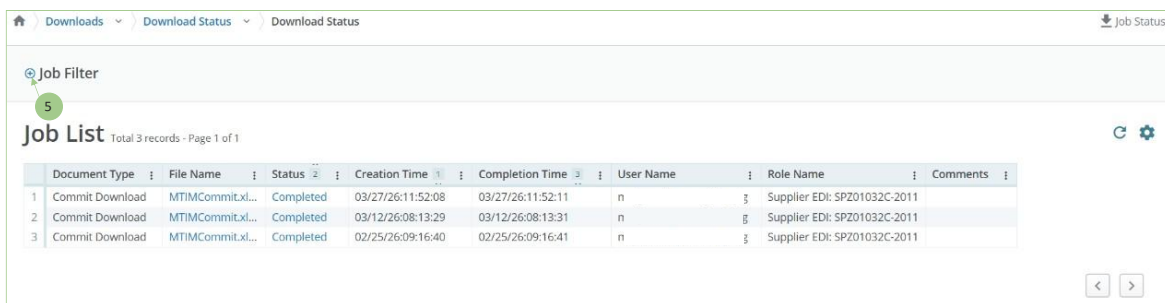 Downloads Download Status Download Status Job Status
Job Filter
5
Job List Total 3 records - Page 1 of 1
Document Type File Name Status 2 Creation Time 1 Completion Time 3 User Name Role Name Comments
1 Commit Download MTIMCommit.xl... Completed 03/27/26:11:52:08 03/27/26:11:52:11 n g Supplier EDI: SPZ01032C-2011
2 Commit Download MTIMCommit.xl... Completed 03/12/26:08:13:29 03/12/26:08:13:31 n g Supplier EDI: SPZ01032C-2011
3 Commit Download MTIMCommit.xl... Completed 02/25/26:09:16:40 02/25/26:09:16:41 n g Supplier EDI: SPZ01032C-2011